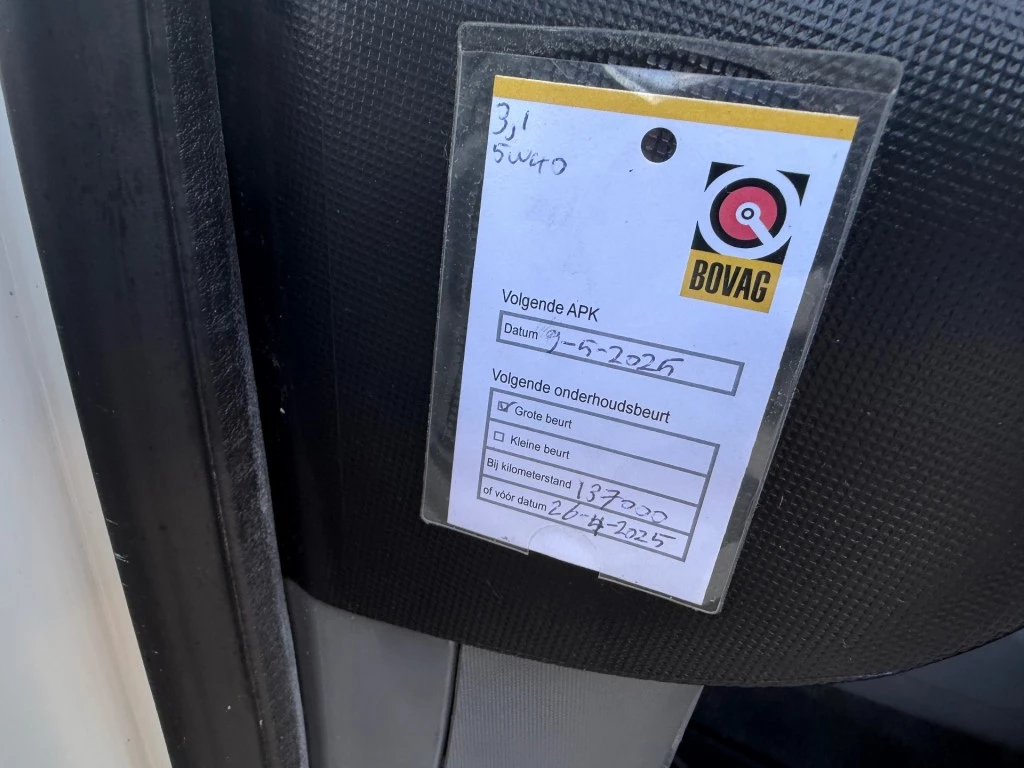 3,1
5W40
BOVAG
Volgende APK
Datum 9-5-2025
Volgende onderhoudsbeurt
Grote beurt
Kleine beurt
Bij kilometerstand 137000
of vóór datum 26-4-2025